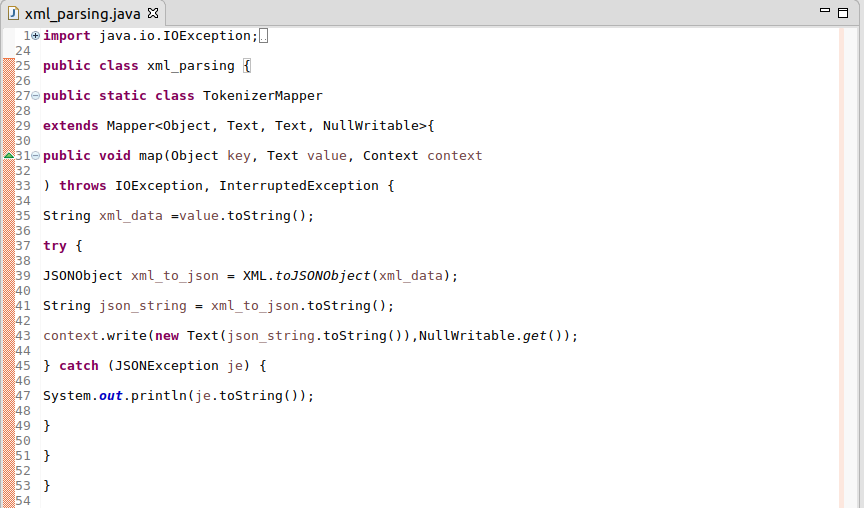 xml_parsing.java
1 import java.io.IOException;
24
25 public class xml_parsing {
26
27 public static class TokenizerMapper
28
29 extends Mapper<Object, Text, Text, NullWritable>{
30
31 public void map(Object key, Text value, Context context
32
33 ) throws IOException, InterruptedException {
34
35 String xml_data =value.toString();
36
37 try {
38
39 JSONObject xml_to_json = XML.toJSONObject(xml_data);
40
41 String json_string = xml_to_json.toString();
42
43 context.write(new Text(json_string.toString()),NullWritable.get());
44
45 } catch (JSONException je) {
46
47 System.out.println(je.toString());
48
49 }
50
51 }
52
53 }
54